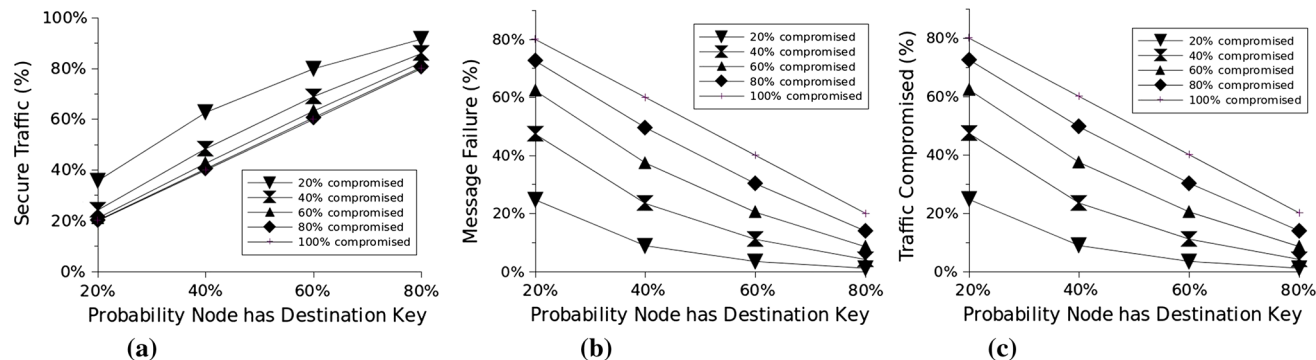 Secure Traffic (%)
100%
80%
60%
40%
20%
0%
20% compromised
40% compromised
60% compromised
80% compromised
100% compromised
20%
40%
60%
80%
Probability Node has Destination Key
(a)
Message Failure (%)
80%
60%
40%
20%
0%
20% compromised
40% compromised
60% compromised
80% compromised
100% compromised
20%
40%
60%
80%
Probability Node has Destination Key
(b)
Traffic Compromised (%)
80%
60%
40%
20%
0%
20% compromised
40% compromised
60% compromised
80% compromised
100% compromised
20%
40%
60%
80%
Probability Node has Destination Key
(c)